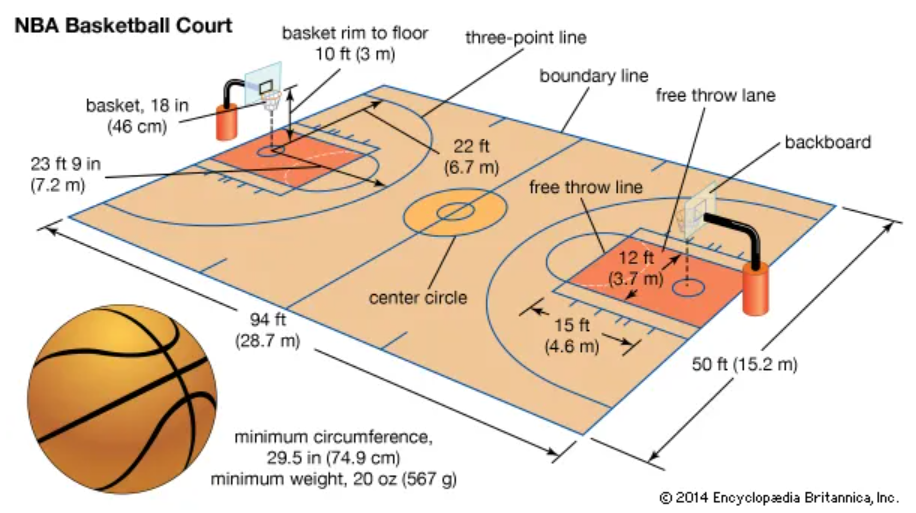 NBA Basketball Court
basket rim to floor
10 ft (3 m)
three-point line
boundary line
free throw lane
basket, 18 in
(46 cm)
backboard
22 ft
(6.7 m)
23 ft 9 in
(7.2 m)
free throw line
12 ft
(3.7 m)
center circle
94 ft
(28.7 m)
15 ft
(4.6 m)
50 ft (15.2 m)
minimum circumference,
29.5 in (74.9 cm)
minimum weight, 20 oz (567 g)
© 2014 Encyclopædia Britannica, Inc.